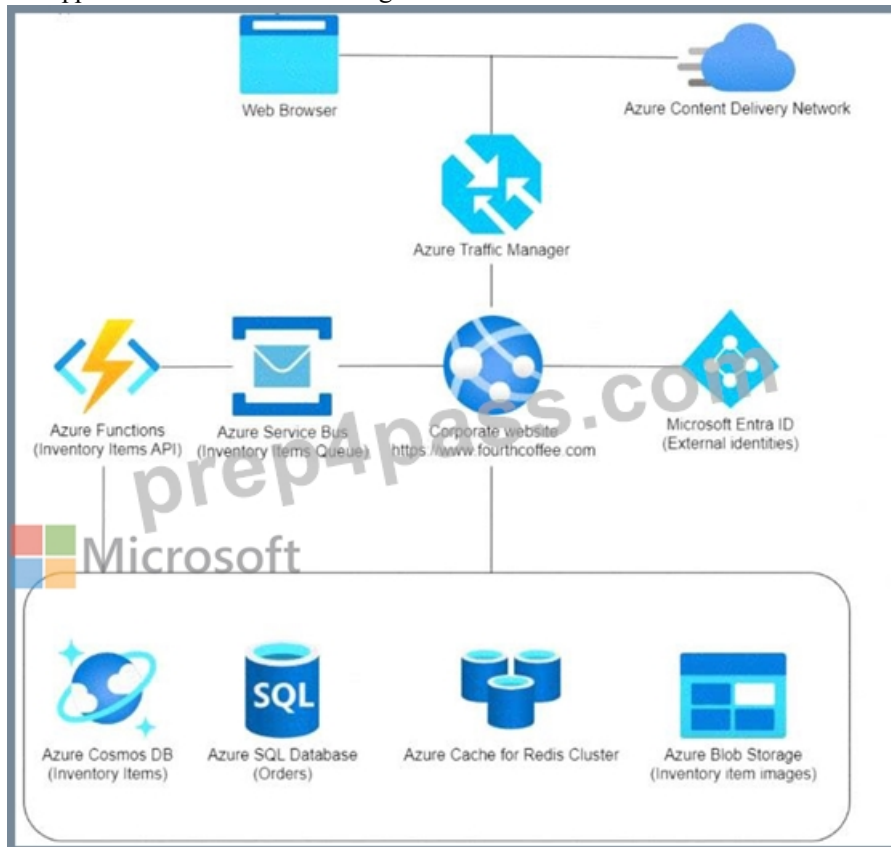 Web Browser
Azure Content Delivery Network
Azure Traffic Manager
Azure Functions
(Inventory Items API)
Azure Service Bus
(Inventory Items Queue)
Corporate website
https://www.fourthcoffee.com
Microsoft Entra ID
(External identities)
prep4pass.com
Microsoft
Azure Cosmos DB
(Inventory Items)
SQL
Azure SQL Database
(Orders)
Azure Cache for Redis Cluster
Azure Blob Storage
(Inventory item images)